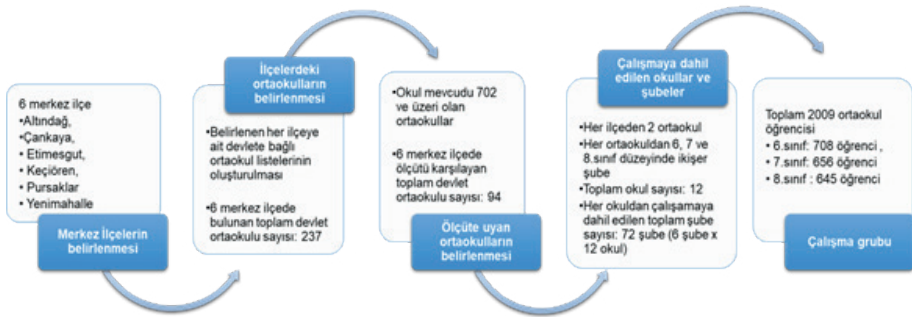 6 merkez ilçe
•Altındağ,
•Çankaya,
•Etimesgut,
•Keçiören,
•Pursaklar
•Yenimahalle
Merkez İlçelerin
belirlenmesi
İlçelerdeki
ortaokulların
belirlenmesi
•Belirlenen her ilçeye
ait devlete bağlı
ortaokul listelerinin
oluşturulması
•6 merkez ilçede
bulunan toplam devlet
ortaokulu sayısı: 237
•Okul mevcudu 702
ve üzeri olan
ortaokullar
•6 merkez ilçede
ölçütü karşılayan
toplam devlet
ortaokulu sayısı: 94
Ölçüte uyan
ortaokulların
belirlenmesi
Çalışmaya dahil
edilen okullar ve
şubeler
•Her ilçeden 2 ortaokul
•Her ortaokuldan 6, 7 ve
8.sınıf düzeyinde ikişer
şube
•Toplam okul sayısı: 12
•Her okuldan çalışamaya
dahil edilen toplam şube
sayısı: 72 şube (6 şube x
12 okul)
Toplam 2009 ortaokul
öğrencisi
•6.sınıf: 708 öğrenci ,
•7.sınıf: 656 öğrenci
•8.sınıf : 645 öğrenci
Çalışma grubu